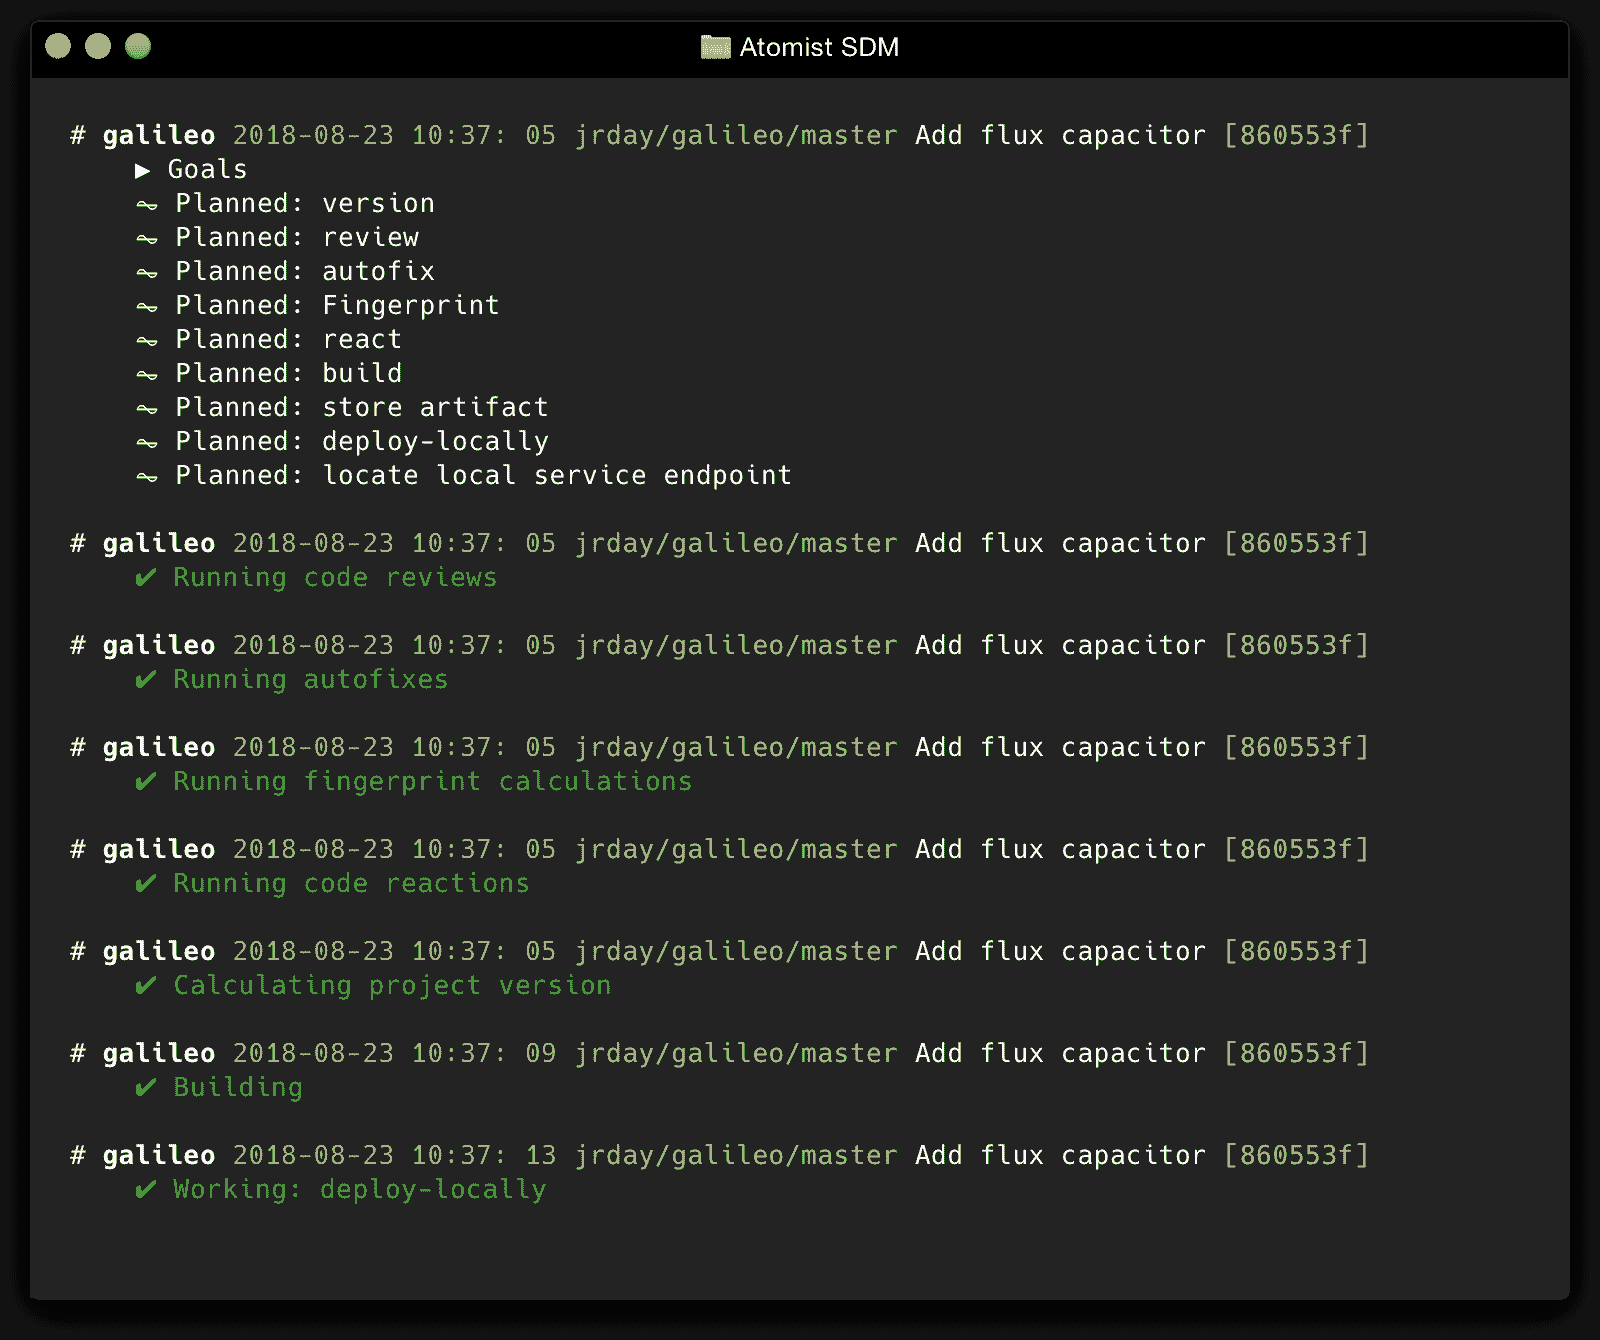 Atomist SDM
# galileo 2018-08-23 10:37: 05 jrday/galileo/master Add flux capacitor [860553f]
▶ Goals
~ Planned: version
~ Planned: review
~ Planned: autofix
~ Planned: Fingerprint
~ Planned: react
~ Planned: build
~ Planned: store artifact
~ Planned: deploy-locally
~ Planned: locate local service endpoint
# galileo 2018-08-23 10:37: 05 jrday/galileo/master Add flux capacitor [860553f]
✔ Running code reviews
# galileo 2018-08-23 10:37: 05 jrday/galileo/master Add flux capacitor [860553f]
✔ Running autofixes
# galileo 2018-08-23 10:37: 05 jrday/galileo/master Add flux capacitor [860553f]
✔ Running fingerprint calculations
# galileo 2018-08-23 10:37: 05 jrday/galileo/master Add flux capacitor [860553f]
✔ Running code reactions
# galileo 2018-08-23 10:37: 05 jrday/galileo/master Add flux capacitor [860553f]
✔ Calculating project version
# galileo 2018-08-23 10:37: 09 jrday/galileo/master Add flux capacitor [860553f]
✔ Building
# galileo 2018-08-23 10:37: 13 jrday/galileo/master Add flux capacitor [860553f]
✔ Working: deploy-locally